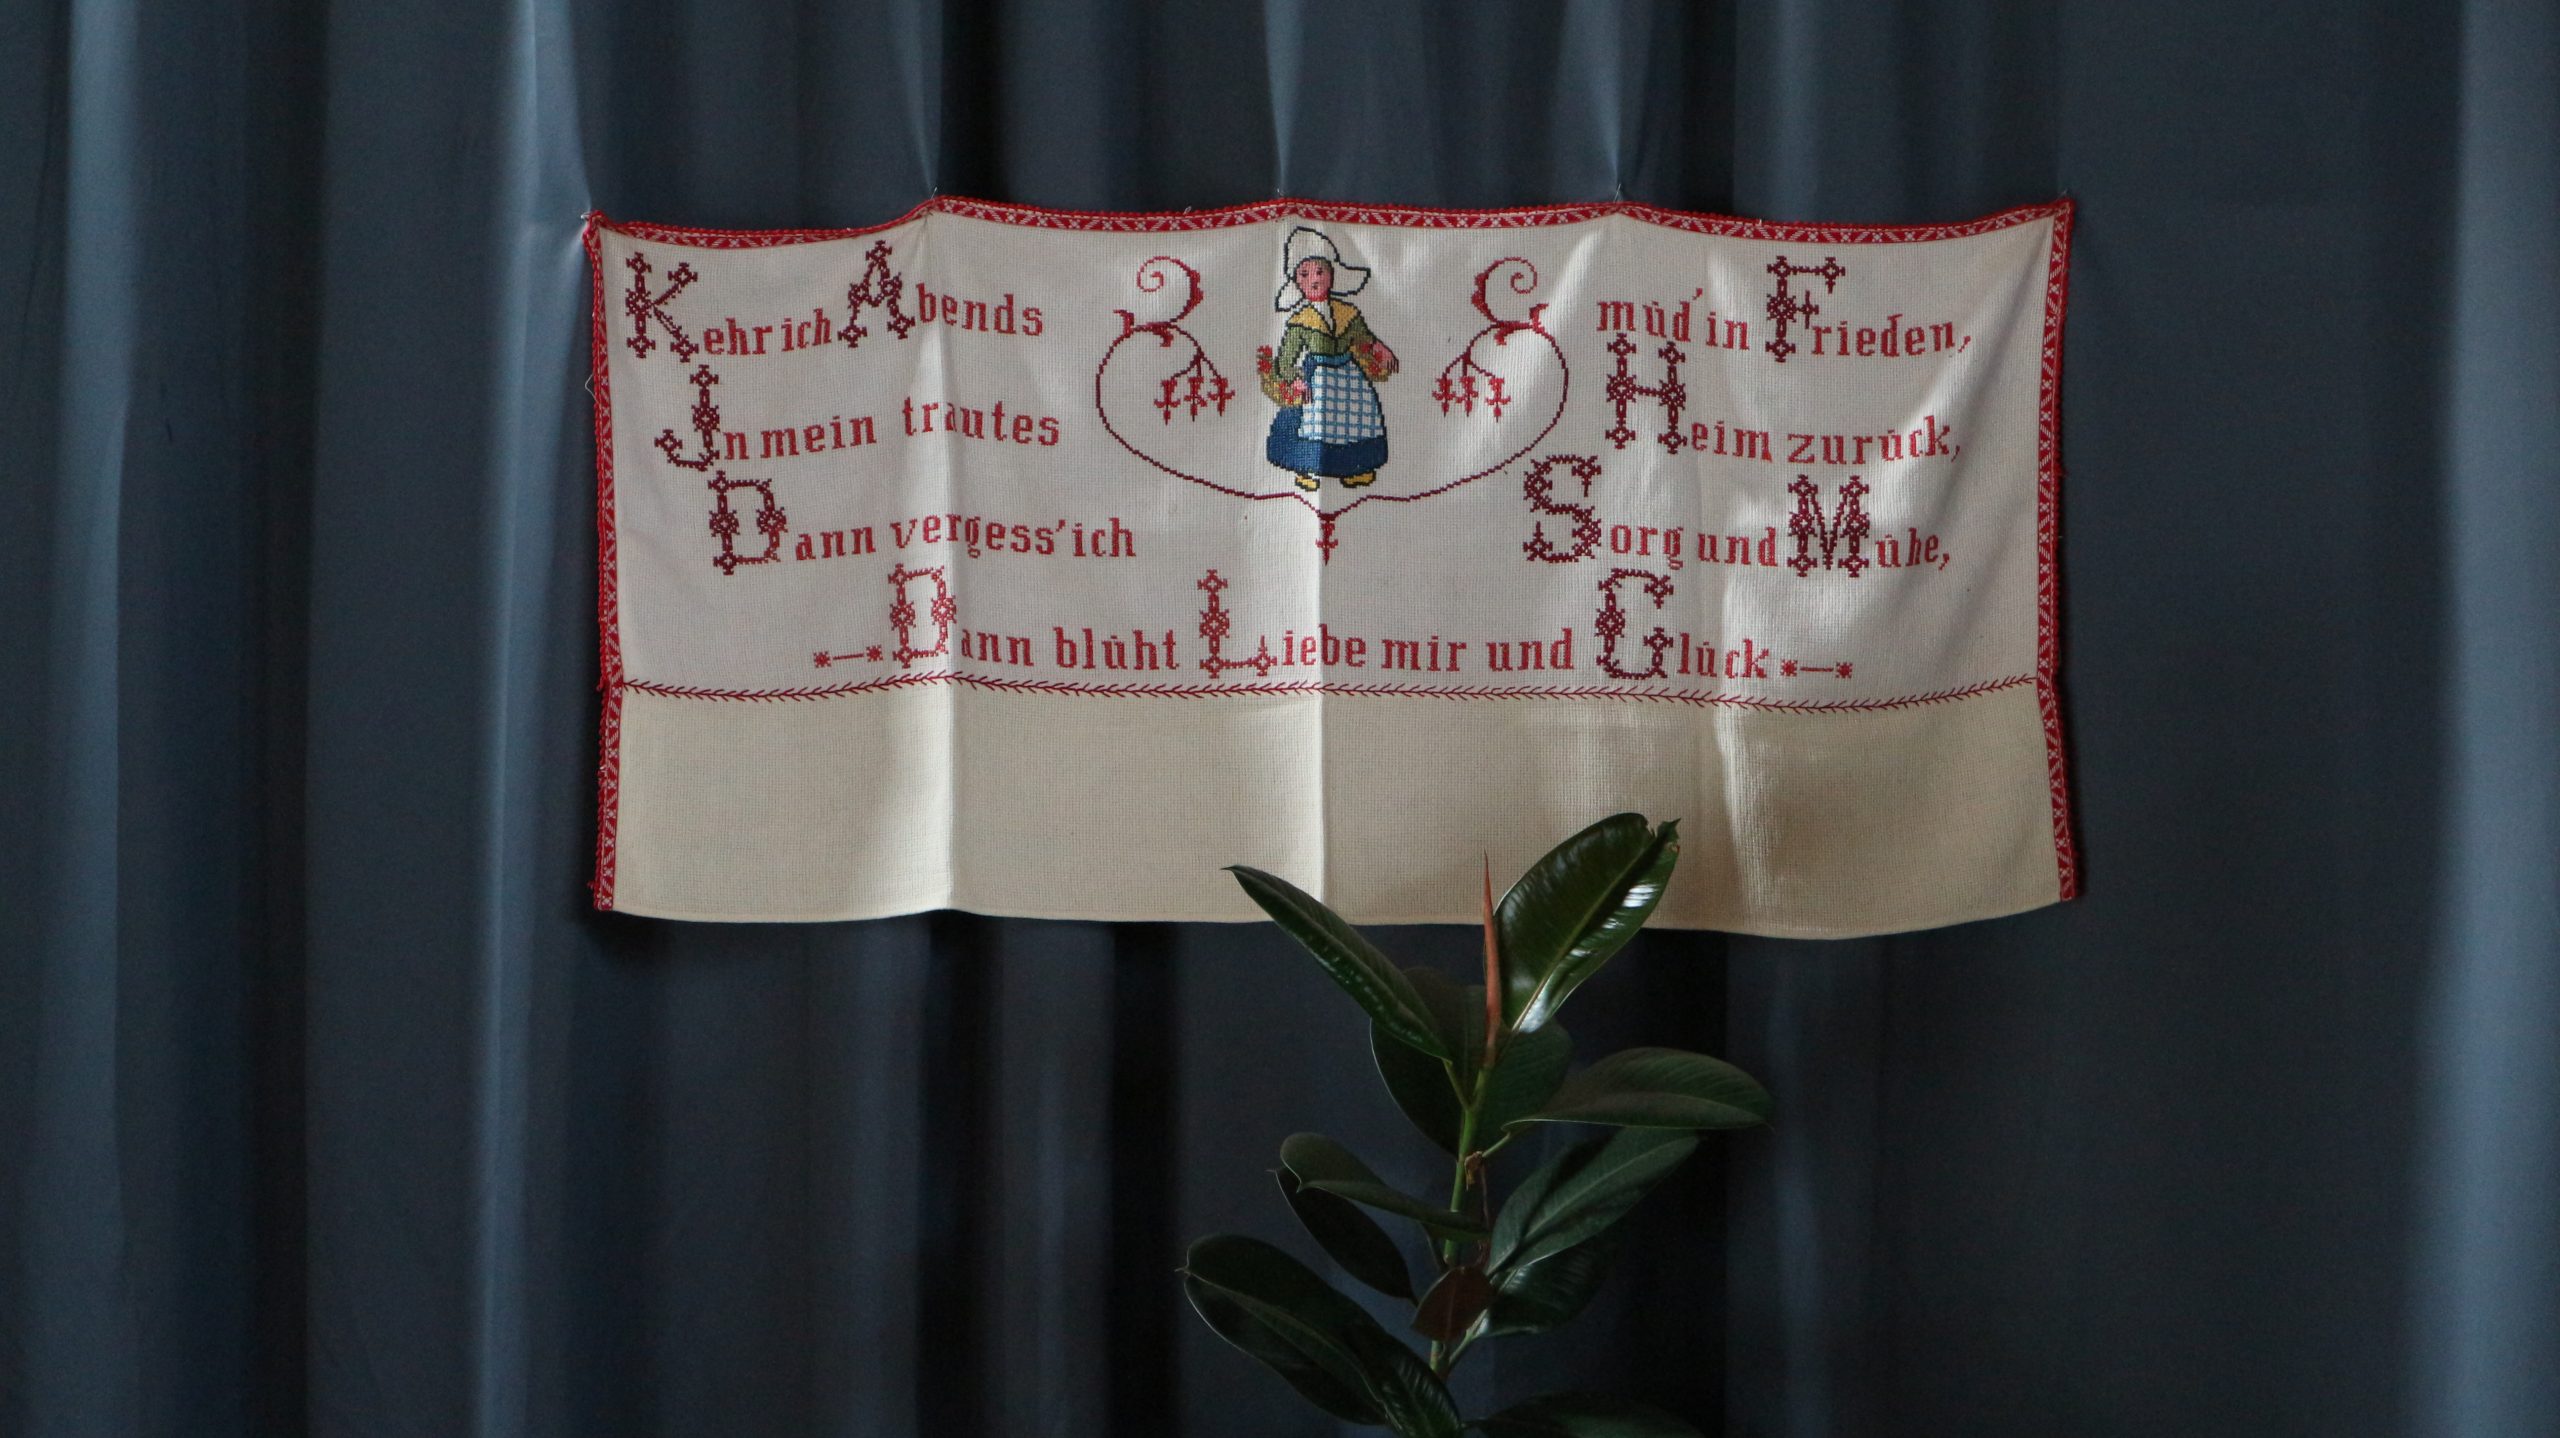 Kehr ich Abends müd' in Frieden,
In mein trautes Heim zurück,
Dann vergess' ich Sorg und Mühe,
*—* Dann blüht Liebe mir und Glück *—*